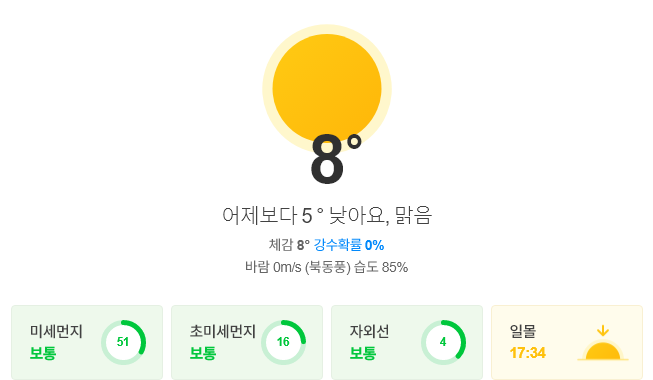 8°
어제보다 5° 낮아요, 맑음
체감 8° 강수확률 0%
바람 0m/s (북동풍) 습도 85%
미세먼지
보통
51
초미세먼지
보통
16
자외선
보통
4
일몰
17:34